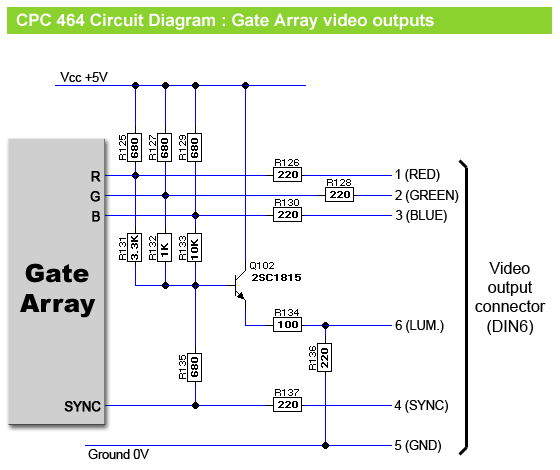 CPC 464 Circuit Diagram : Gate Array video outputs
Vcc +5V
R125
680
R127
680
R129
680
R
R126
220
1 (RED)
G
R128
220
2 (GREEN)
B
R130
220
3 (BLUE)
R131
3.3K
R132
1K
R133
10K
Gate
Array
Q102
2SC1815
Video
output
connector
(DIN6)
R134
100
6 (LUM.)
R135
680
R136
220
SYNC
R137
220
4 (SYNC)
5 (GND)
Ground 0V